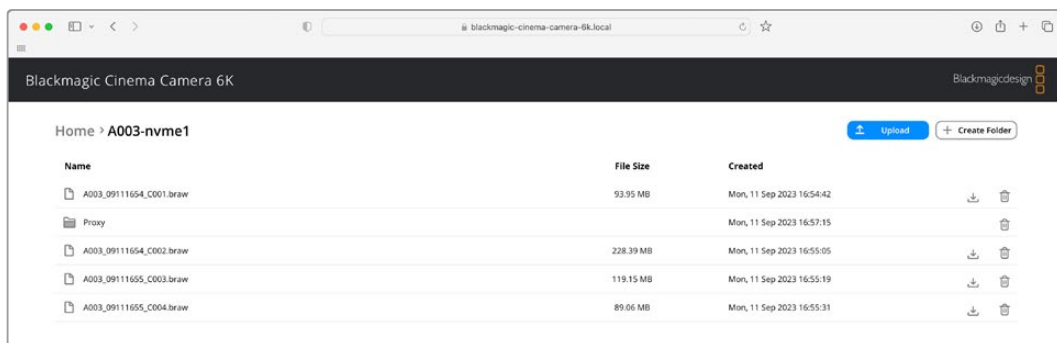 blackmagic-cinema-camera-6k.local
Blackmagic Cinema Camera 6K
Blackmagicdesign
Home > A003-nvme1
Upload
+ Create Folder
Name File Size Created
A003_09111654_C001.braw 93.95 MB Mon, 11 Sep 2023 16:54:42
Proxy Mon, 11 Sep 2023 16:57:15
A003_09111654_C002.braw 228.39 MB Mon, 11 Sep 2023 16:55:05
A003_09111655_C003.braw 119.15 MB Mon, 11 Sep 2023 16:55:19
A003_09111655_C004.braw 89.06 MB Mon, 11 Sep 2023 16:55:31